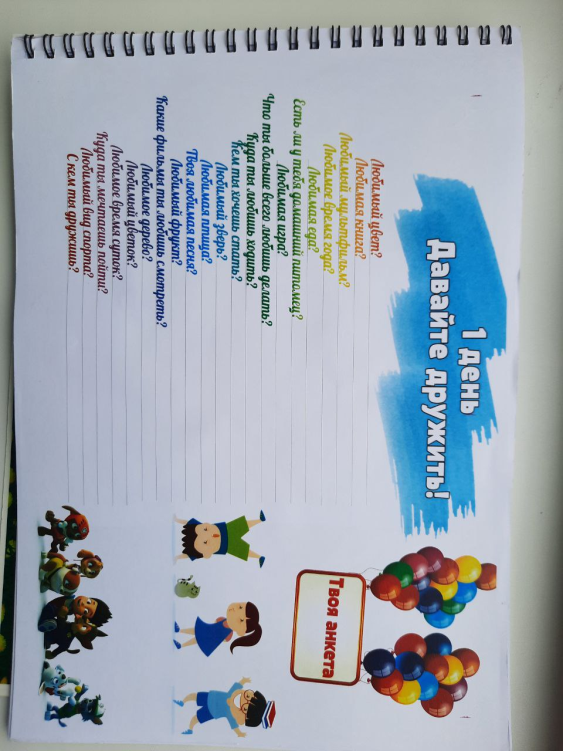 1 день
Давайте дружить!
Твоя анкета
Любимый цвет?
Любимая книга?
Любимый мультфильм?
Любимое время года?
Любимая еда?
Есть ли у тебя домашний питомец?
Любимая игра?
Что ты больше всего любишь делать?
Куда ты любишь ходить?
Кем ты хочешь стать?
Любимый зверь?
Любимая птица?
Твоя любимая песня?
Любимый фрукт?
Какие фильмы ты любишь смотреть?
Любимое дерево?
Любимый цветок?
Любимое время суток?
Куда ты мечтаешь пойти?
Любимый вид спорта?
С кем ты дружишь?